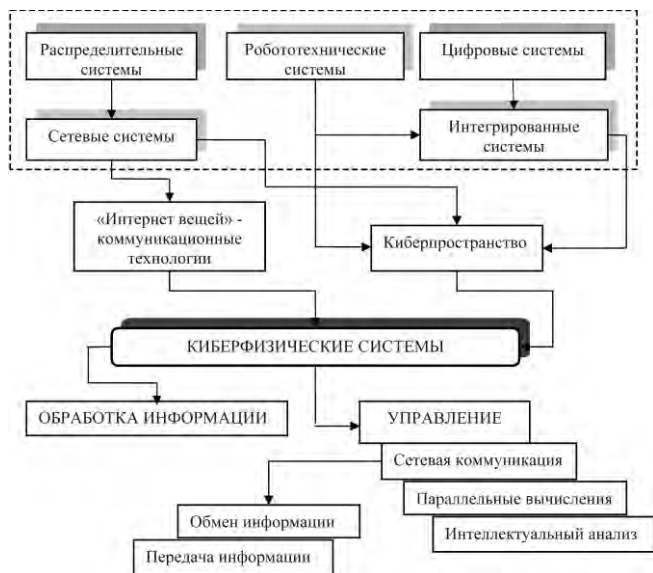 Распределительные
системы
Робототехнические
системы
Цифровые системы
Сетевые системы
Интегрированные
системы
«Интернет вещей» -
коммуникационные
технологии
Киберпространство
КИБЕРФИЗИЧЕСКИЕ СИСТЕМЫ
ОБРАБОТКА ИНФОРМАЦИИ
УПРАВЛЕНИЕ
Сетевая коммуникация
Параллельные вычисления
Интеллектуальный анализ
Обмен информации
Передача информации